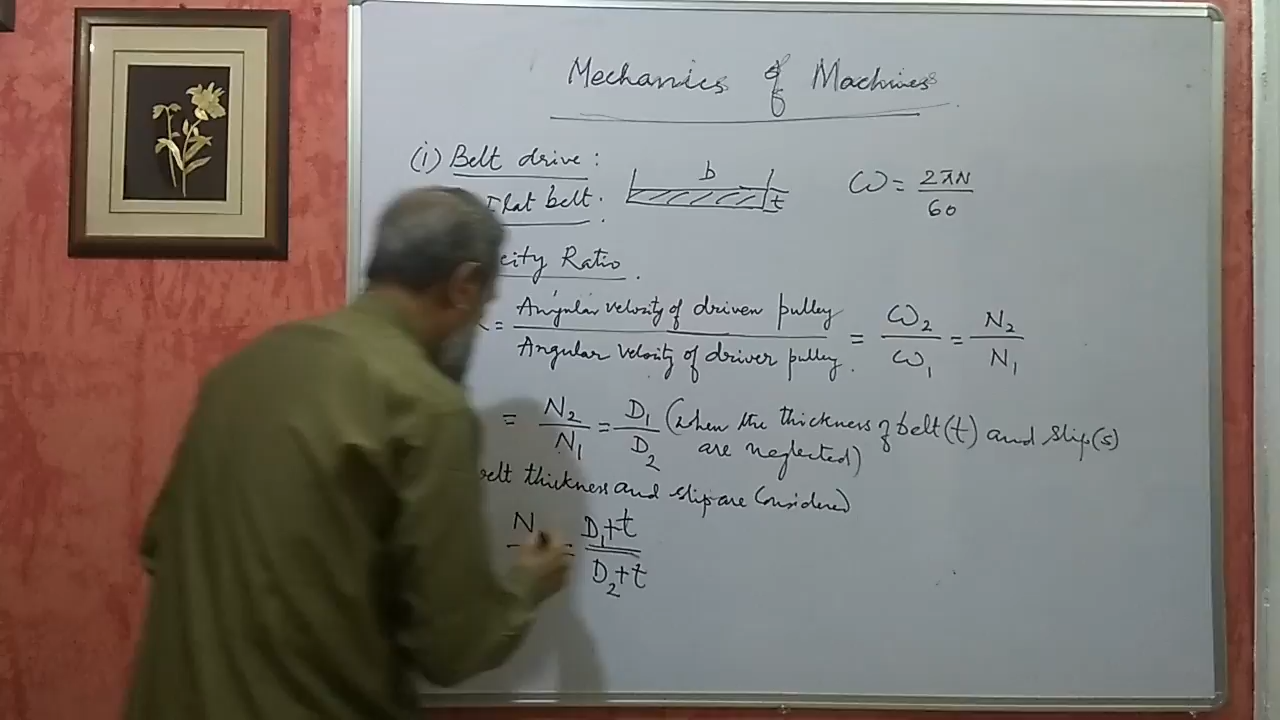 Mechanics of Machines
(i) Belt drive :
Flat belt. b t
ω = 2πN / 60
city Ratio .
= Angular velocity of driven pulley / Angular velocity of driver pulley . = ω2 / ω1 = N2 / N1
= N2 / N1 = D1 / D2 (when the thickness of belt (t) and slip (s)
are neglected)
belt thickness and slip are Considered)
N = D1+t / D2+t